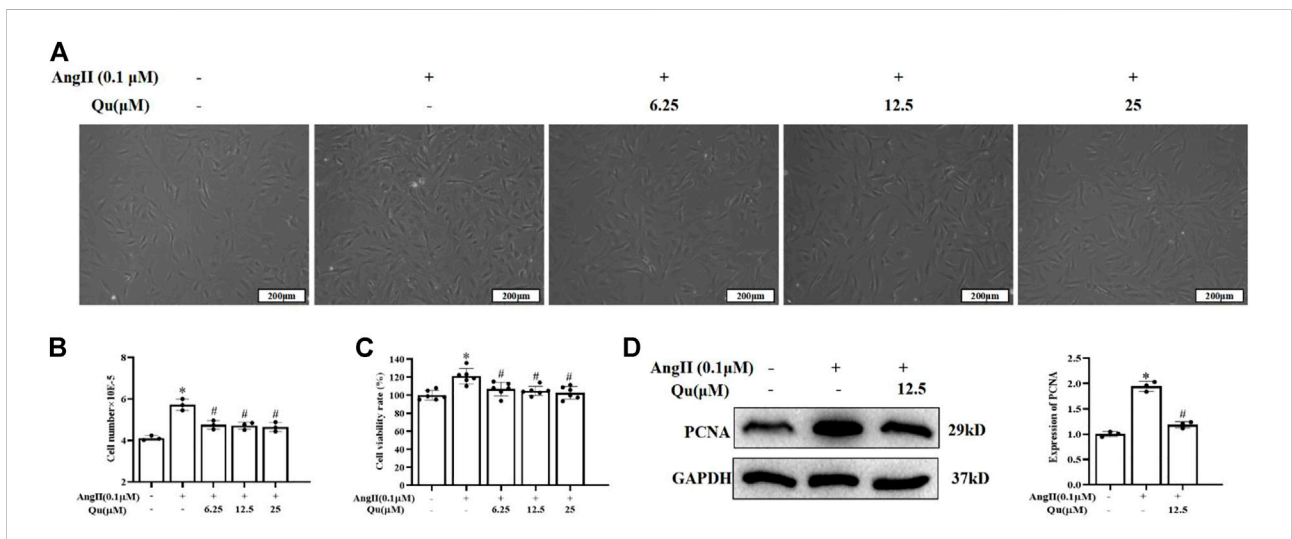 A
AngII (0.1 μM) - + + + +
Qu(μM) - - 6.25 12.5 25
200μm 200μm 200μm 200μm 200μm
B
Cell number×10E-5
8
6
4
2
*
# # #
AngII(0.1μM) - + + + +
Qu(μM) - - 6.25 12.5 25
C
Cell viability rate (%)
140
120
100
80
60
40
20
0
*
# # #
AngII(0.1μM) - + + + +
Qu(μM) - - 6.25 12.5 25
D
AngII (0.1μM) - + +
Qu(μM) - - 12.5
PCNA 29kD
GAPDH 37kD
Expression of PCNA
2.5
2.0
1.5
1.0
0.5
0.0
*
#
AngII(0.1μM) - + +
Qu(μM) - - 12.5